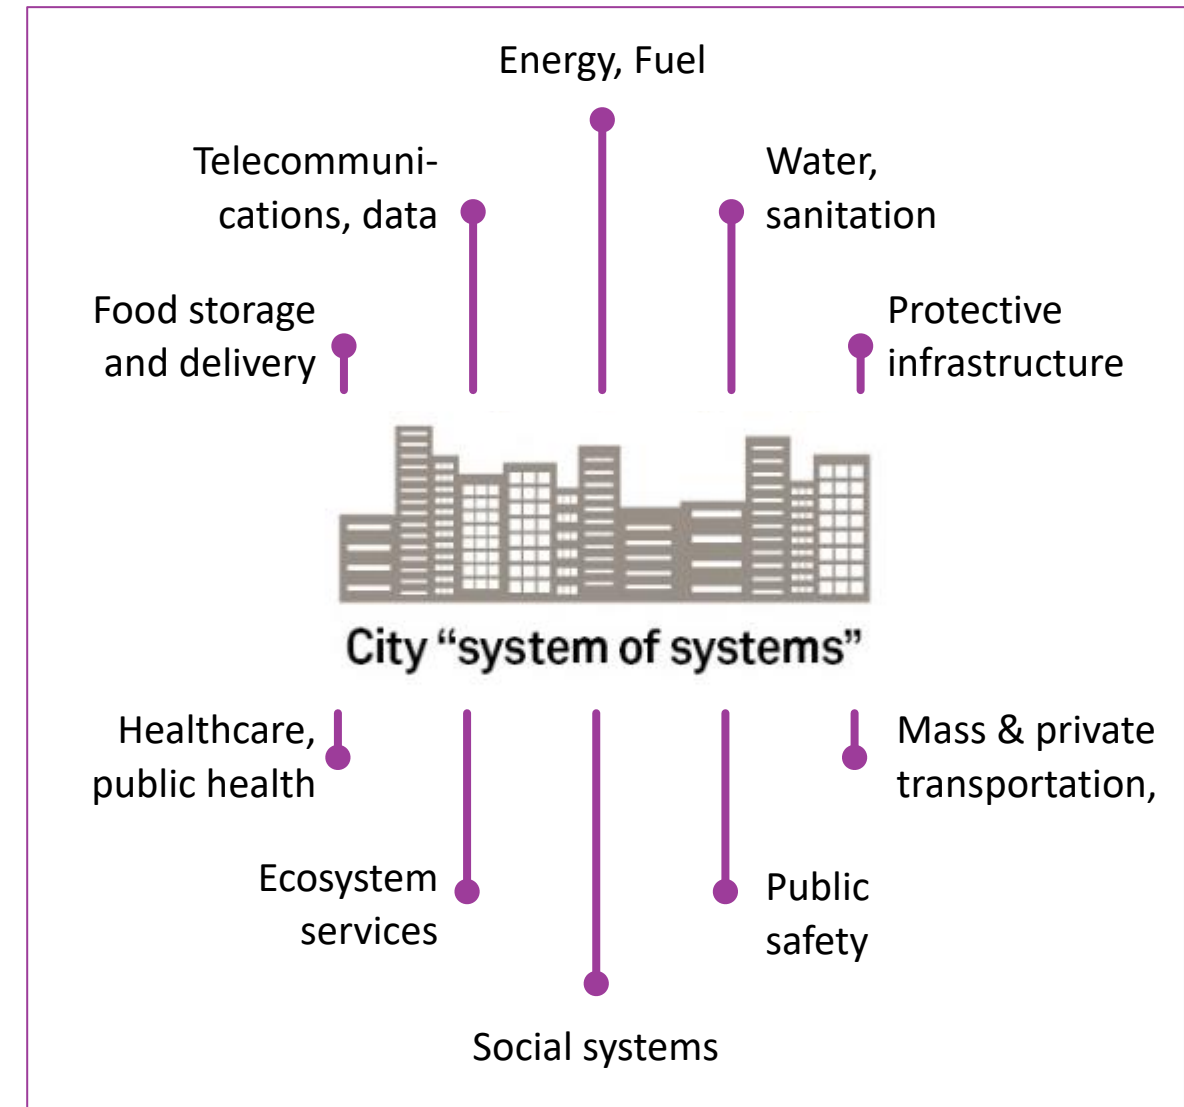 Energy, Fuel
Telecommuni-
cations, data
Water,
sanitation
Food storage
and delivery
Protective
infrastructure
City “system of systems”
Healthcare,
public health
Mass & private
transportation,
Ecosystem
services
Public
safety
Social systems